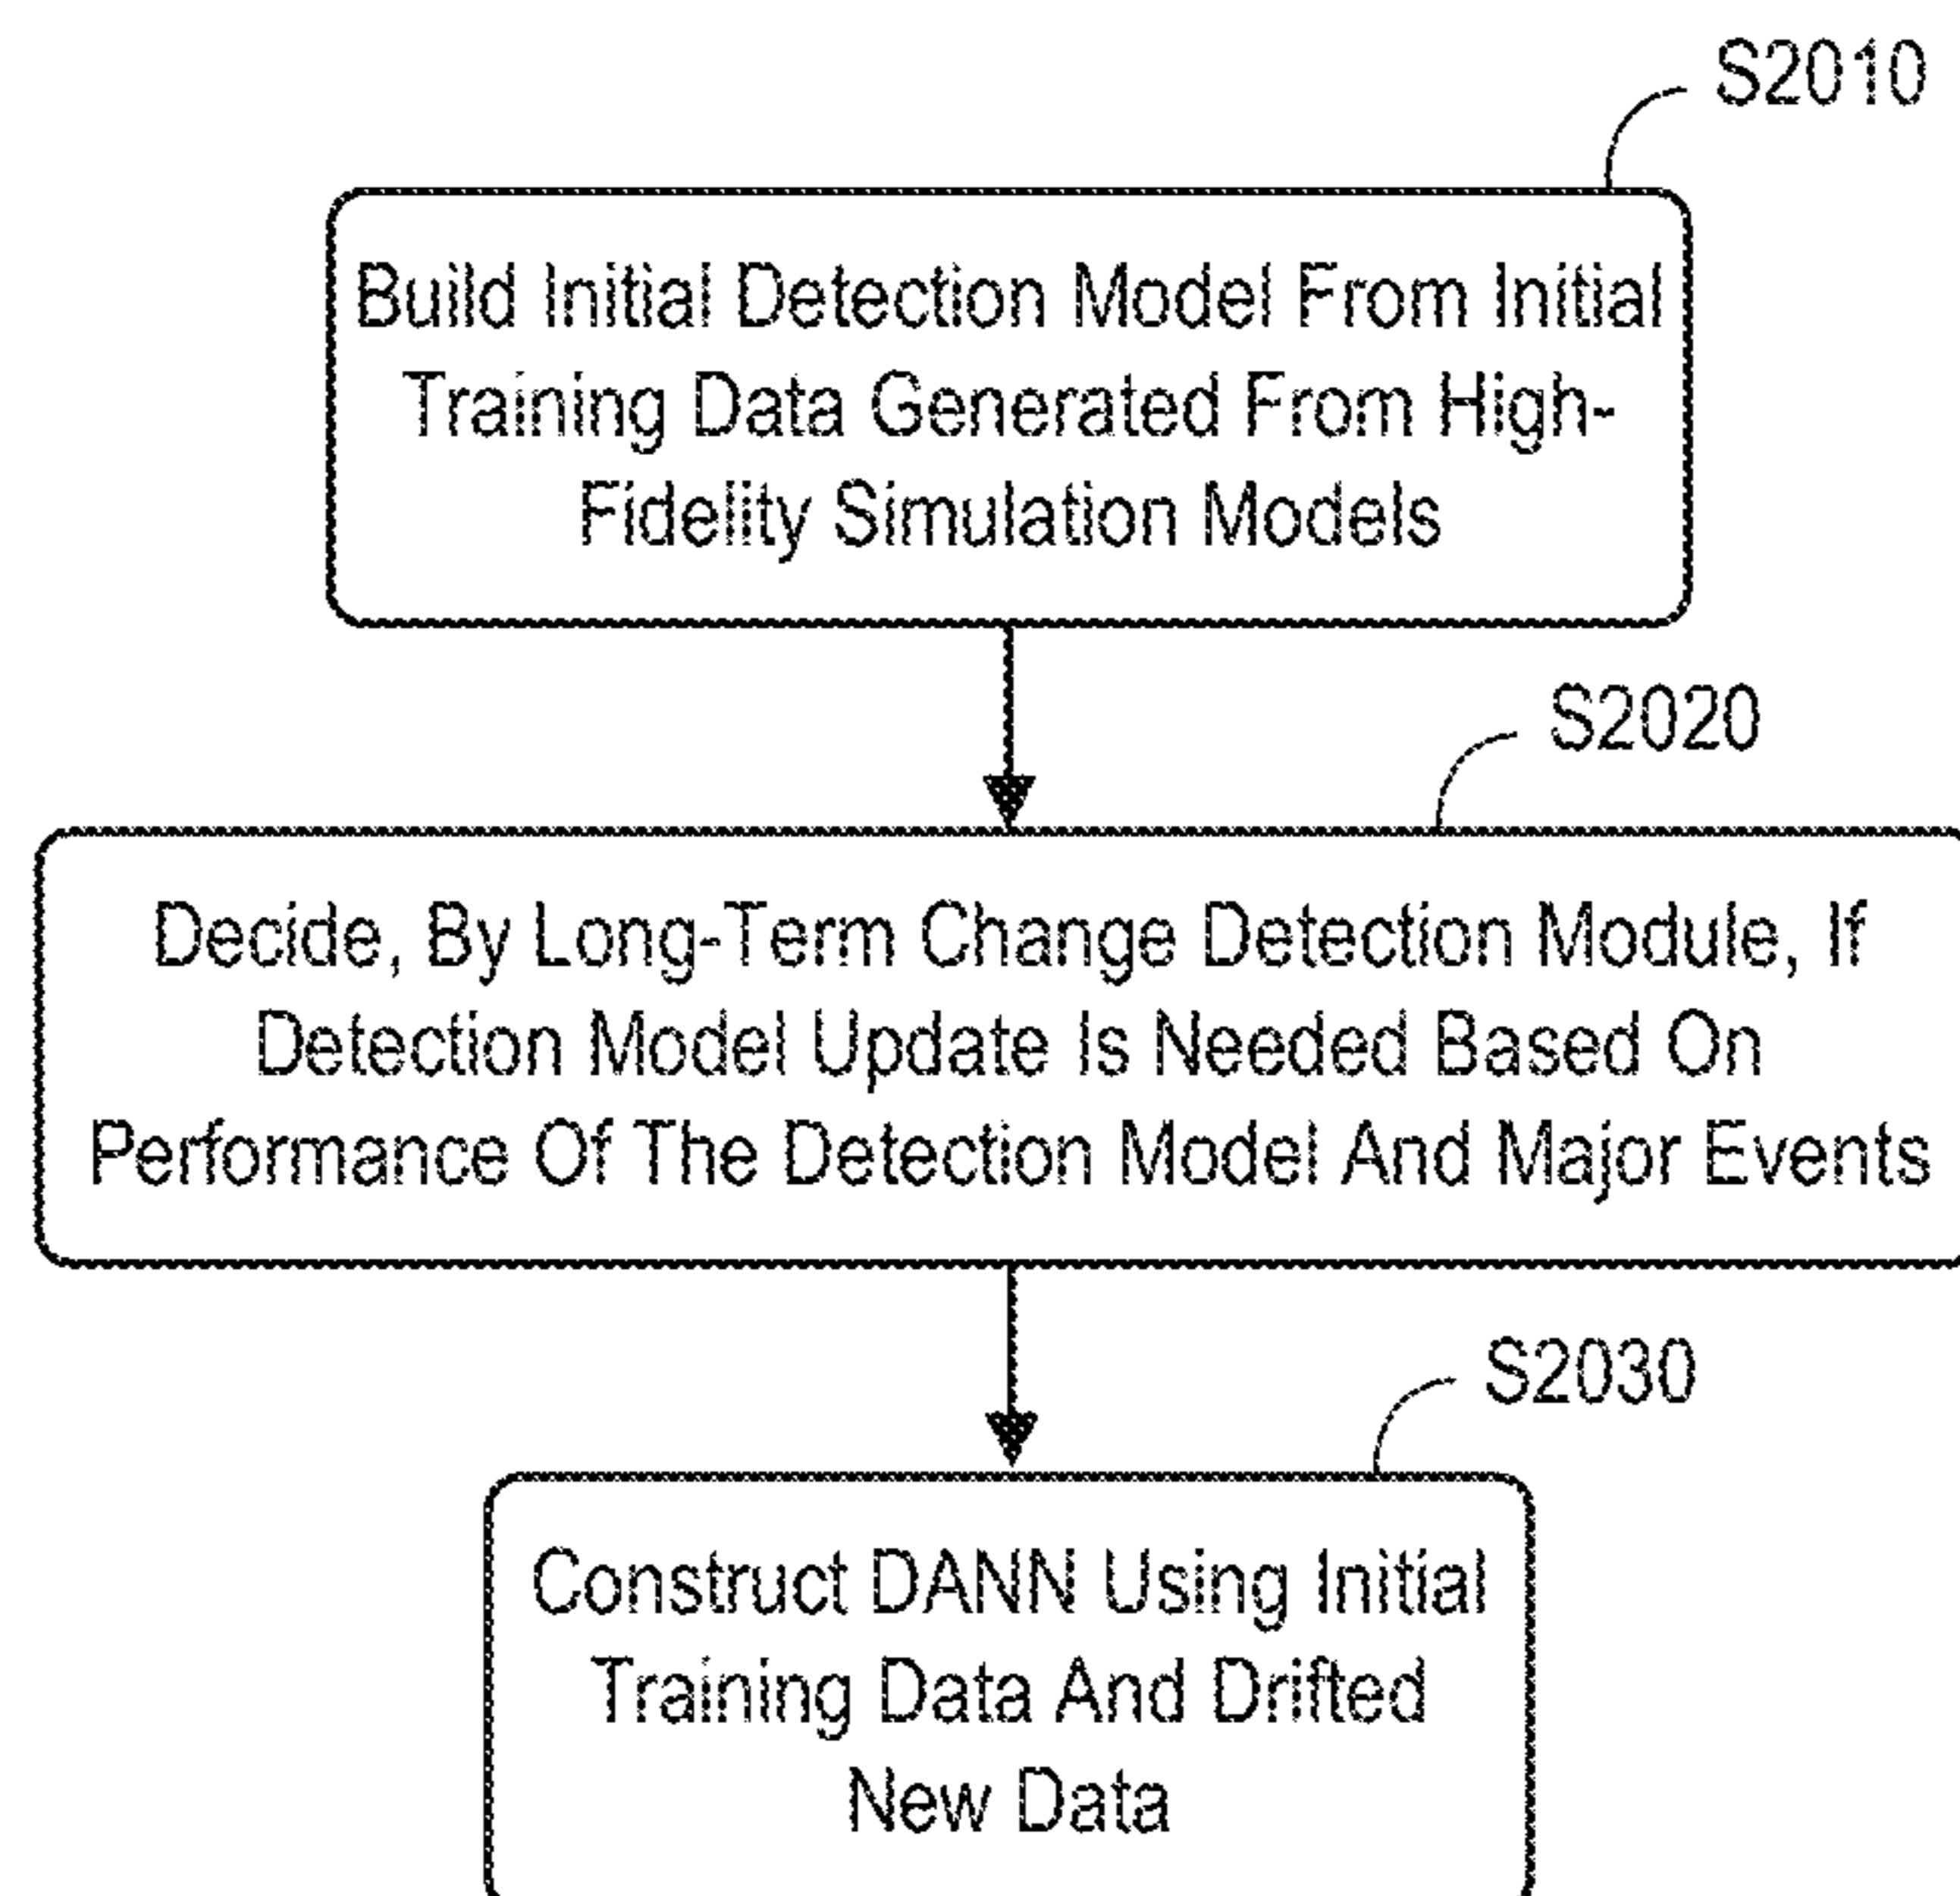 S2010
Build Initial Detection Model From Initial
Training Data Generated From High-
Fidelity Simulation Models
S2020
Decide, By Long-Term Change Detection Module, If
Detection Model Update Is Needed Based On
Performance Of The Detection Model And Major Events
S2030
Construct DANN Using Initial
Training Data And Drifted
New Data